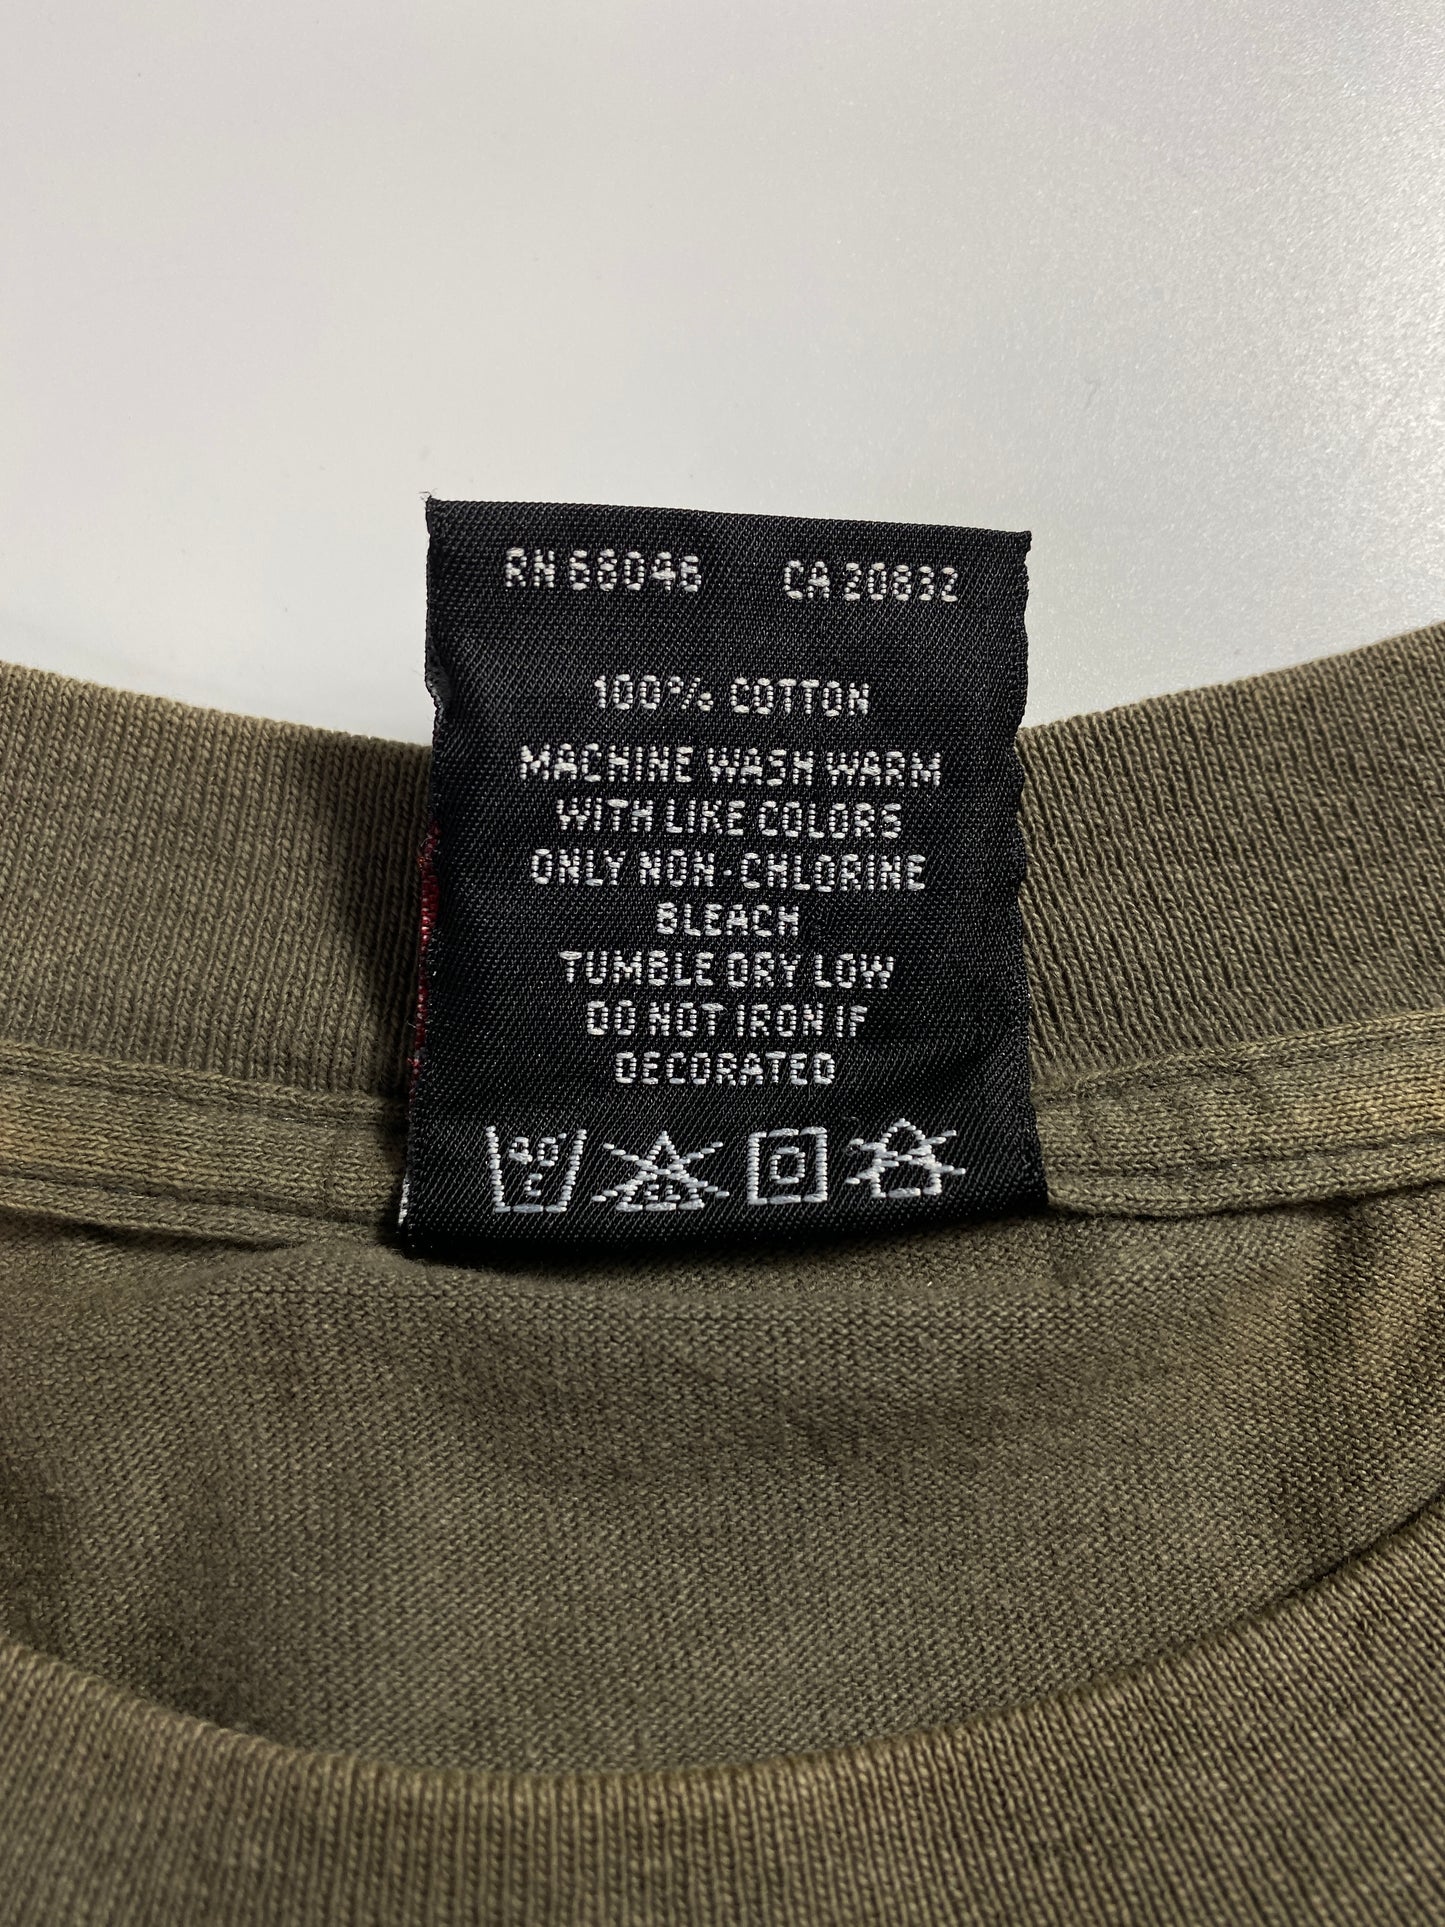 RN 68046 CA 20832
100% COTTON
MACHINE WASH WARM
WITH LIKE COLORS
ONLY NON-CHLORINE
BLEACH
TUMBLE DRY LOW
DO NOT IRON IF
DECORATED
40°